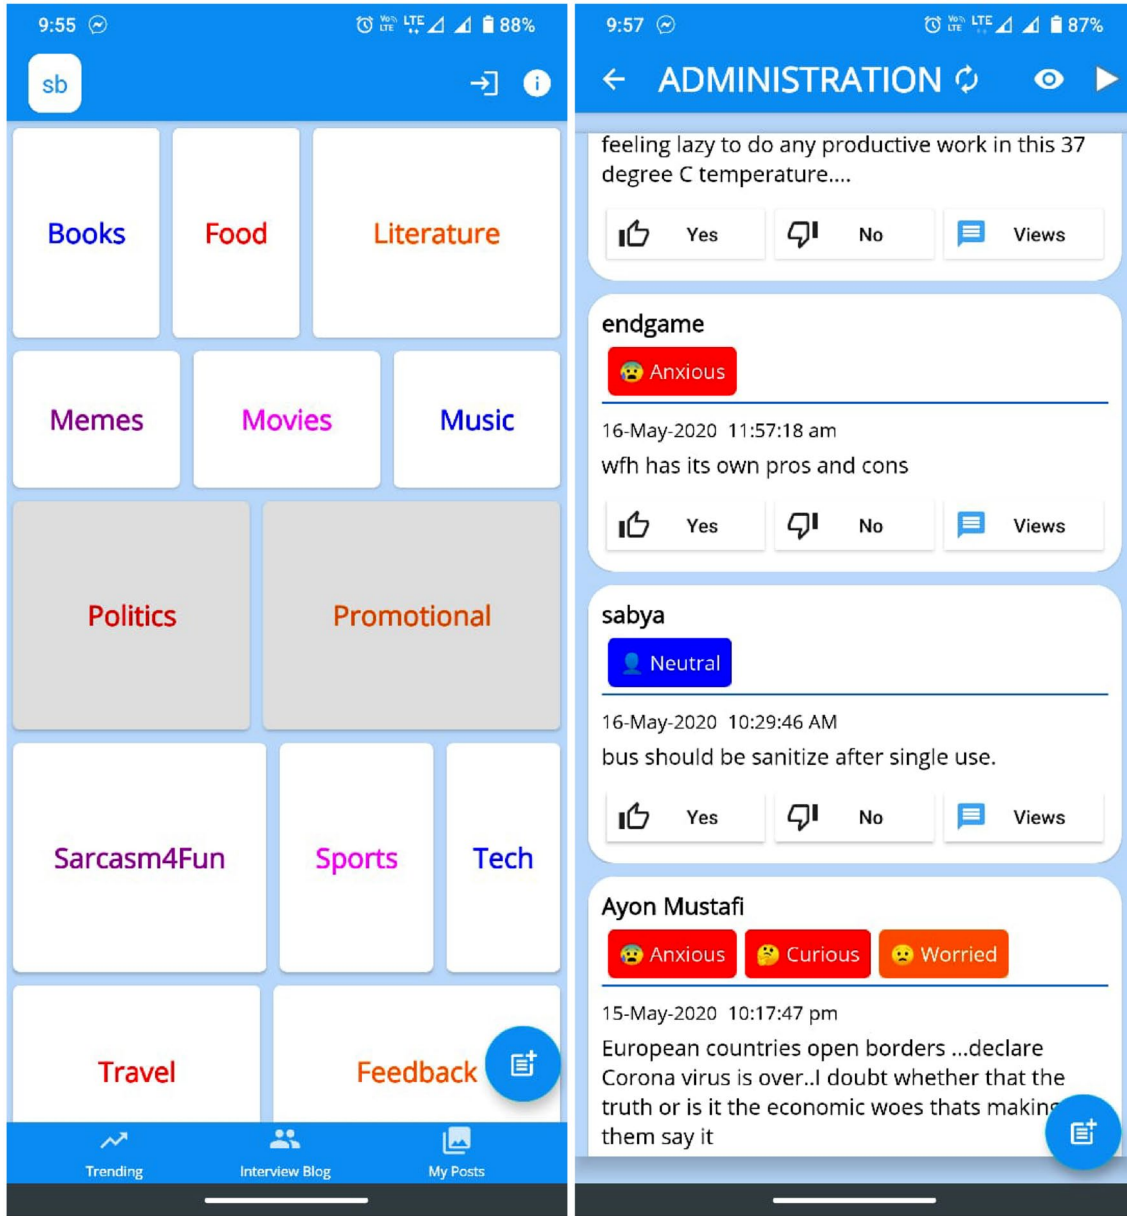 9:55 VoD LTE LTE 88%
sb i
Books Food Literature
Memes Movies Music
Politics Promotional
Sarcasm4Fun Sports Tech
Travel Feedback
Trending Interview Blog My Posts
9:57 VoD LTE LTE 87%
ADMINISTRATION
feeling lazy to do any productive work in this 37
degree C temperature....
Yes No Views
endgame
😰 Anxious
16-May-2020 11:57:18 am
wfh has its own pros and cons
Yes No Views
sabya
👤 Neutral
16-May-2020 10:29:46 AM
bus should be sanitize after single use.
Yes No Views
Ayon Mustafi
😰 Anxious 🤔 Curious 😟 Worried
15-May-2020 10:17:47 pm
European countries open borders ...declare
Corona virus is over..I doubt whether that the
truth or is it the economic woes thats making
them say it